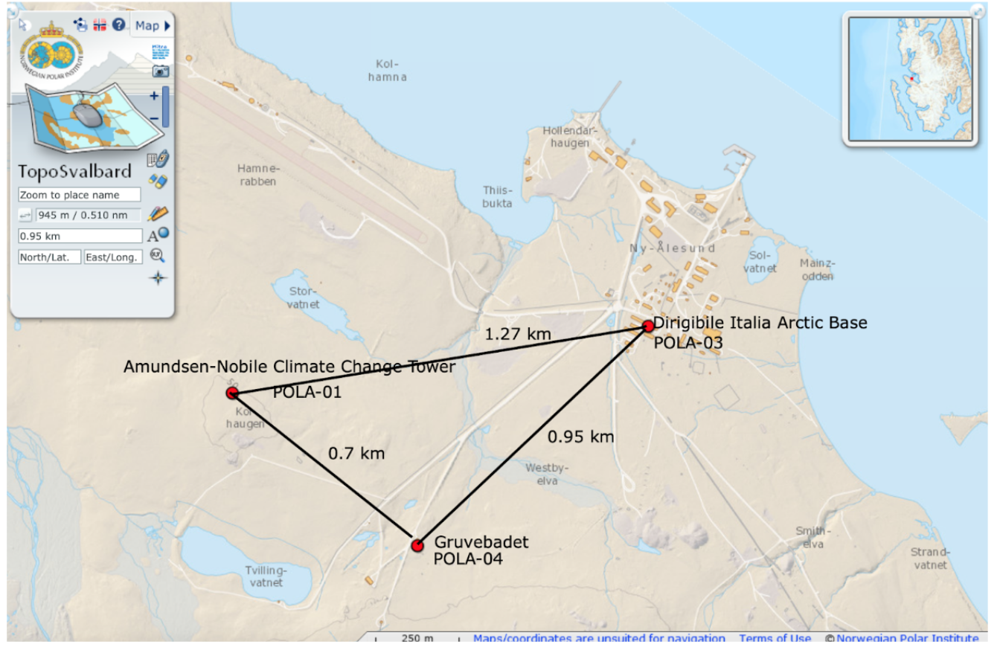 Map
NORWEGIAN POLAR INSTITUTE
TopoSvalbard
Zoom to place name
945 m / 0.510 nm
0.95 km
North/Lat.
East/Long.
Kol-
hamna
Hollendar-
haugen
Hamne-
rabben
Thiis-
bukta
Ny-Ålesund
Sol-
vatnet
Mainz-
odden
Stor-
vatnet
Dirigibile Italia Arctic Base
POLA-03
1.27 km
Amundsen-Nobile Climate Change Tower
POLA-01
50
haugen
0.7 km
0.95 km
Westby-
elva
Gruvebadet
POLA-04
Smith-
elva
Strand-
vatnet
Tvilling-
vatnet
250 m
Maps/coordinates are unsuited for navigation
Terms of Use
© Norwegian Polar Institute